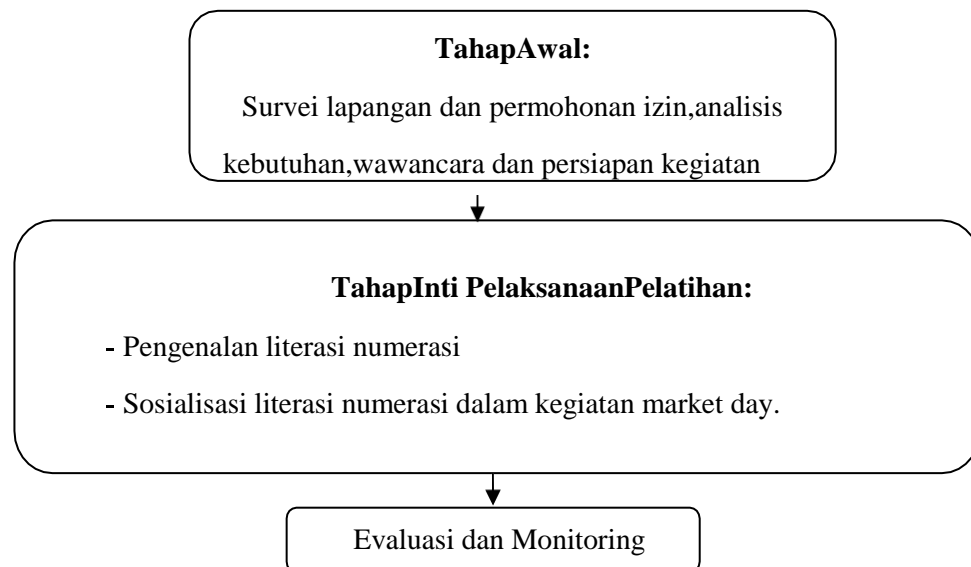 TahapAwal:
Survei lapangan dan permohonan izin,analisis
kebutuhan,wawancara dan persiapan kegiatan
TahapInti PelaksanaanPelatihan:
- Pengenalan literasi numerasi
- Sosialisasi literasi numerasi dalam kegiatan market day.
Evaluasi dan Monitoring